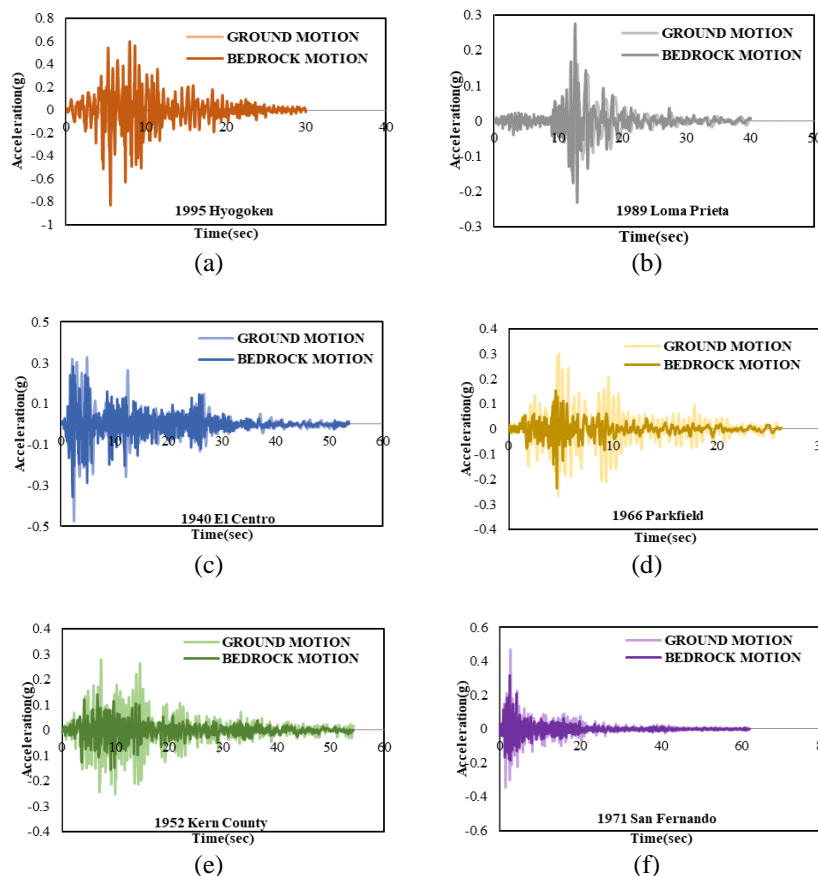 0.8
0.6
0.4
0.2
0
-0.2
-0.4
-0.6
-0.8
-1
Acceleration(g)
GROUND MOTION
BEDROCK MOTION
0 10 20 30 40
1995 Hyogoken
Time(sec)
(a)
0.3
0.2
0.1
0
-0.1
-0.2
-0.3
Acceleration(g)
GROUND MOTION
BEDROCK MOTION
0 10 20 30 40 50
1989 Loma Prieta
Time(sec)
(b)
0.5
0.3
0.1
-0.1
-0.3
-0.5
Acceleration(g)
GROUND MOTION
BEDROCK MOTION
0 10 20 30 40 50 60
1940 El Centro
Time(sec)
(c)
0.4
0.3
0.2
0.1
0
-0.1
-0.2
-0.3
-0.4
Acceleration(g)
GROUND MOTION
BEDROCK MOTION
0 10 20
1966 Parkfield
Time(sec)
(d)
0.4
0.3
0.2
0.1
0
-0.1
-0.2
-0.3
-0.4
Acceleration(g)
GROUND MOTION
BEDROCK MOTION
0 10 20 30 40 50 60
1952 Kern County
Time(sec)
(e)
0.6
0.4
0.2
0
-0.2
-0.4
-0.6
Acceleration(g)
GROUND MOTION
BEDROCK MOTION
0 20 40 60
1971 San Fernando
Time(sec)
(f)